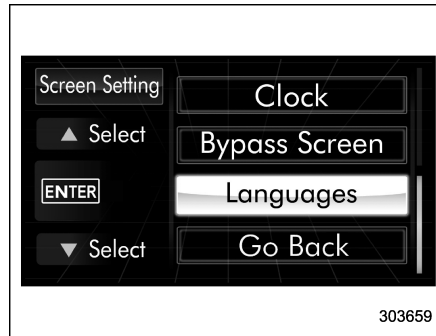 Screen Setting
Clock
▲ Select
Bypass Screen
ENTER
Languages
▼ Select
Go Back
303659